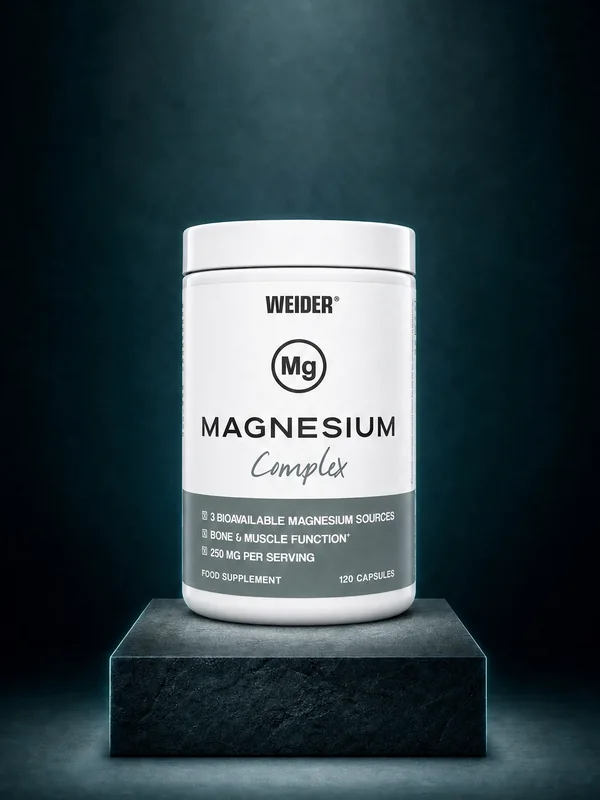 WEIDER®
Mg
MAGNESIUM
Complex
☒ 3 BIOAVAILABLE MAGNESIUM SOURCES
☒ BONE & MUSCLE FUNCTION*
☒ 250 MG PER SERVING
FOOD SUPPLEMENT 120 CAPSULES